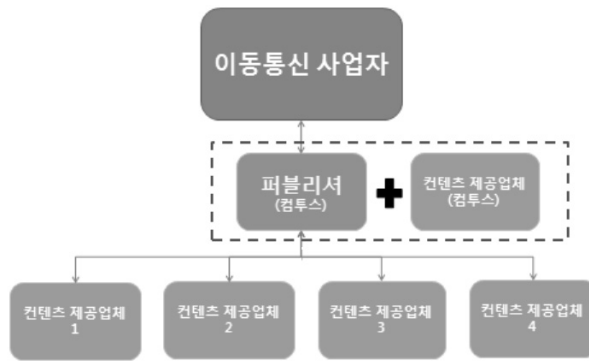 이동통신 사업자
퍼블리셔
(컴투스)
컨텐츠 제공업체
(컴투스)
컨텐츠 제공업체
1
컨텐츠 제공업체
2
컨텐츠 제공업체
3
컨텐츠 제공업체
4